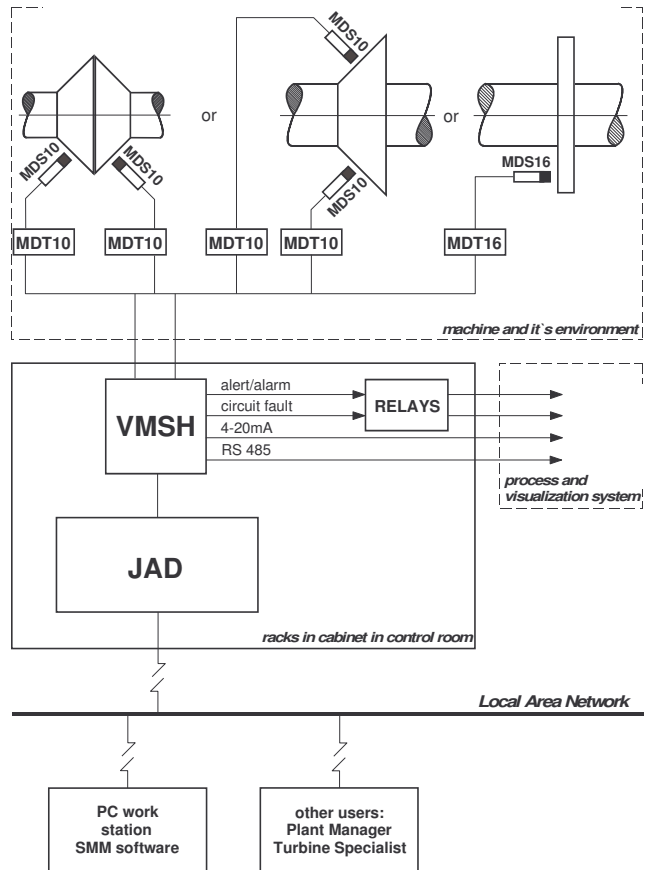 MDS10
MDS10
MDS10
or
MDS10
or
MDS16
MDT10
MDT10
MDT10
MDT10
MDT16
machine and it`s environment
VMSH
alert/alarm
circuit fault
4-20mA
RS 485
RELAYS
process and
visualization system
JAD
racks in cabinet in control room
Local Area Network
PC work
station
SMM software
other users:
Plant Manager
Turbine Specialist